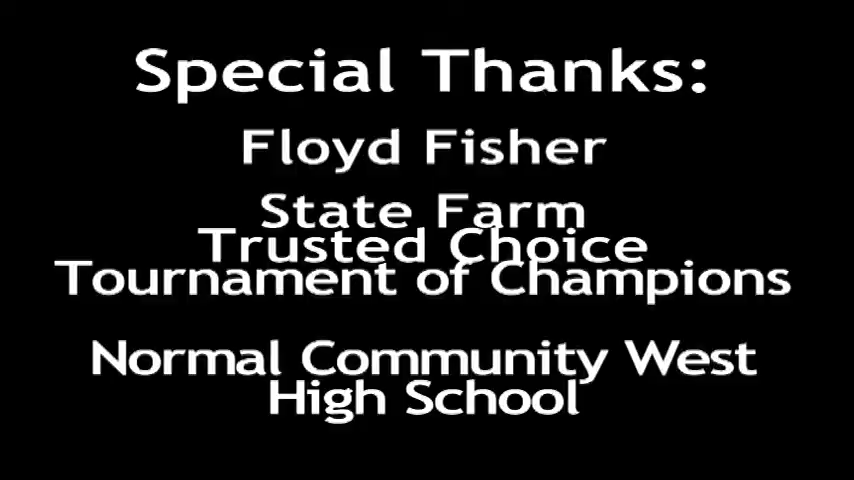 Special Thanks:
Floyd Fisher
State Farm
Trusted Choice
Tournament of Champions
Normal Community West
High School